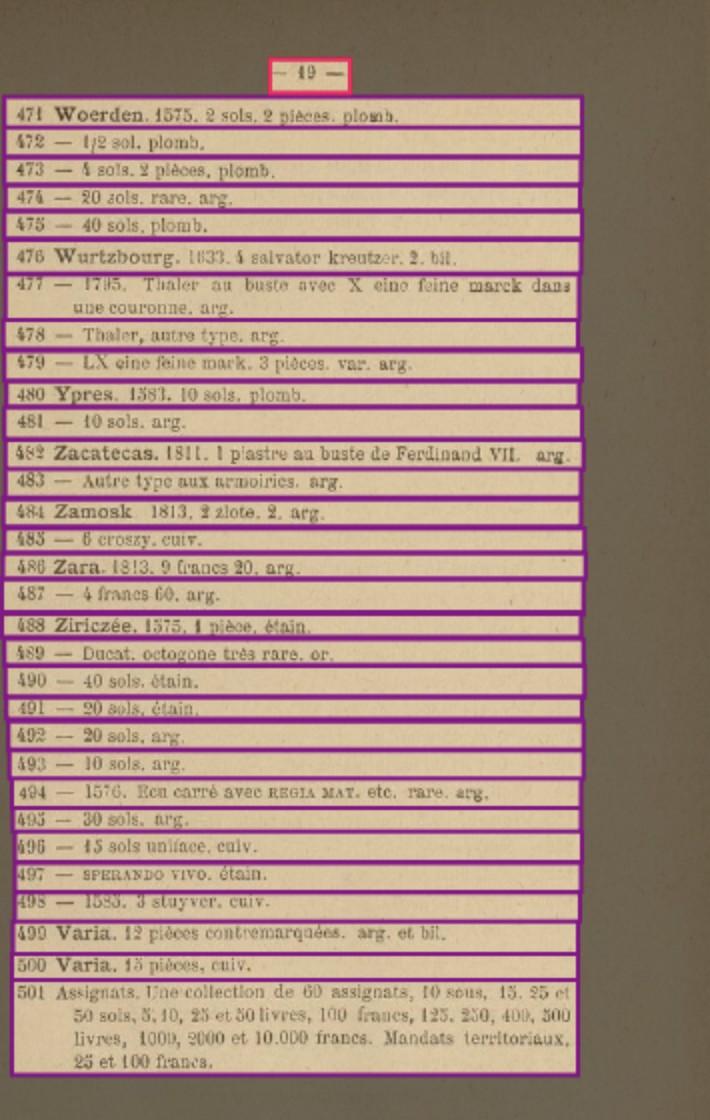 — 49 —
471 Woerden. 1575. 2 sols. 2 pièces. plomb.
472 — 1/2 sol. plomb.
473 — 4 sols. 2 pièces, plomb.
474 — 20 sols. rare. arg.
475 — 40 sols. plomb.
476 Wurtzbourg. 1633. 4 salvator kreutzer. 2. bil.
477 — 1795. Thaler au buste avec X eine feine marck dans
une couronne. arg.
478 — Thaler, autre type. arg.
479 — LX eine feine mark. 3 pièces. var. arg.
480 Ypres. 1583. 10 sols. plomb.
481 — 10 sols. arg.
482 Zacatecas. 1811. 1 piastre au buste de Ferdinand VII. arg.
483 — Autre type aux armoiries. arg.
484 Zamosk 1813. 2 zlote. 2. arg.
485 — 6 croszy. cuiv.
486 Zara. 1813. 9 francs 20. arg.
487 — 4 francs 60. arg.
488 Ziriczée. 1575. 1 pièce. étain.
489 — Ducat. octogone très rare. or.
490 — 40 sols. étain.
491 — 20 sols. étain.
492 — 20 sols. arg.
493 — 10 sols. arg.
494 — 1576. Ecu carré avec REGIA MAT. etc. rare. arg.
495 — 30 sols. arg.
496 — 15 sols uniface. cuiv.
497 — SPERANDO VIVO. étain.
498 — 1583. 3 stuyver. cuiv.
499 Varia. 12 pièces contremarquées. arg. et bil.
500 Varia. 15 pièces, cuiv.
501 Assignats. Une collection de 60 assignats, 10 sous, 15. 25 et
50 sols, 5, 10, 25 et 50 livres, 100 francs, 125, 250, 400, 500
livres, 1000, 2000 et 10.000 francs. Mandats territoriaux,
25 et 100 francs.